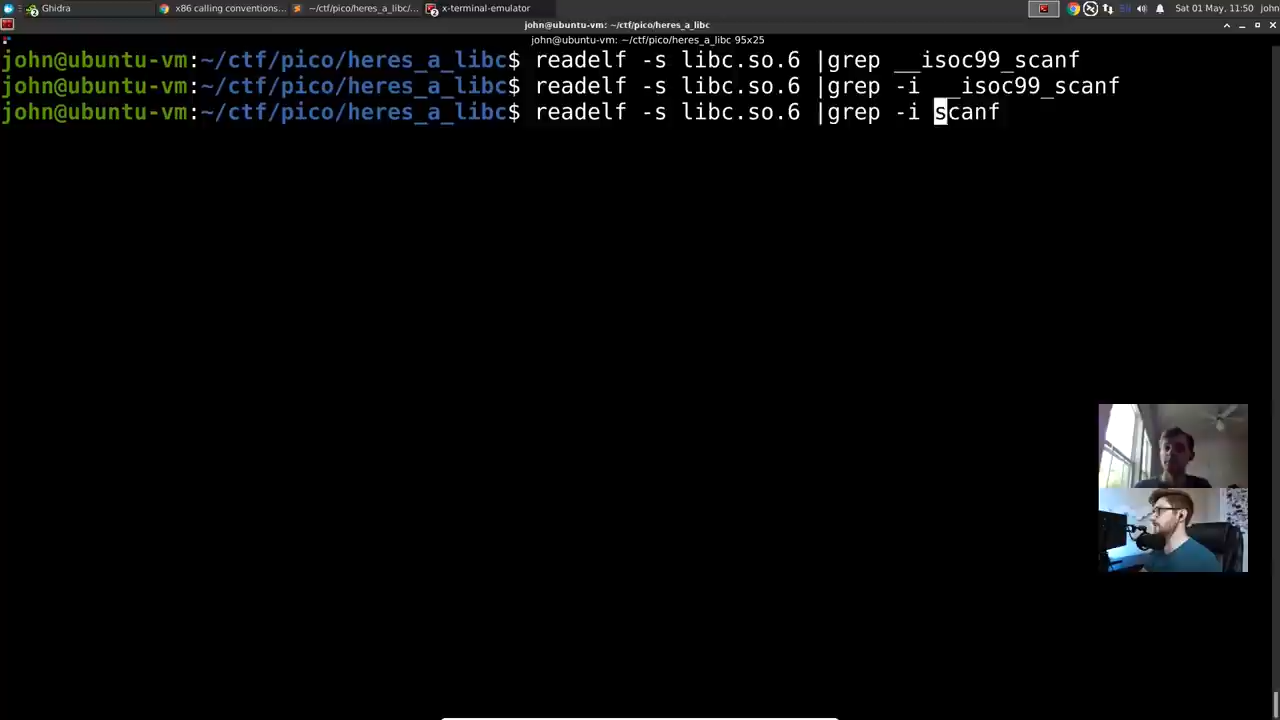 Ghidra x86 calling conventions... ~/ctf/pico/heres_a_libc/... x-terminal-emulator Sat 01 May, 11:50 john
john@ubuntu-vm: ~/ctf/pico/heres_a_libc
john@ubuntu-vm: ~/ctf/pico/heres_a_libc 95x25
john@ubuntu-vm:~/ctf/pico/heres_a_libc$ readelf -s libc.so.6 |grep __isoc99_scanf
john@ubuntu-vm:~/ctf/pico/heres_a_libc$ readelf -s libc.so.6 |grep -i __isoc99_scanf
john@ubuntu-vm:~/ctf/pico/heres_a_libc$ readelf -s libc.so.6 |grep -i scanf